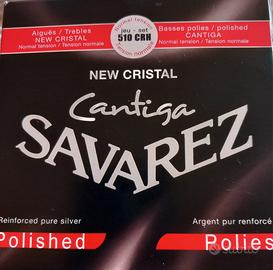 Aiguës / Trebles
NEW CRISTAL
Normal tension / Tension normale
jeu - set
510 CRH
Basses polies / polished
CANTIGA
Normal tension / Tension normale
NEW CRISTAL
Cantiga
SAVAREZ
Reinforced pure silver
Argent pur renforcé
Polished
Polies
subito